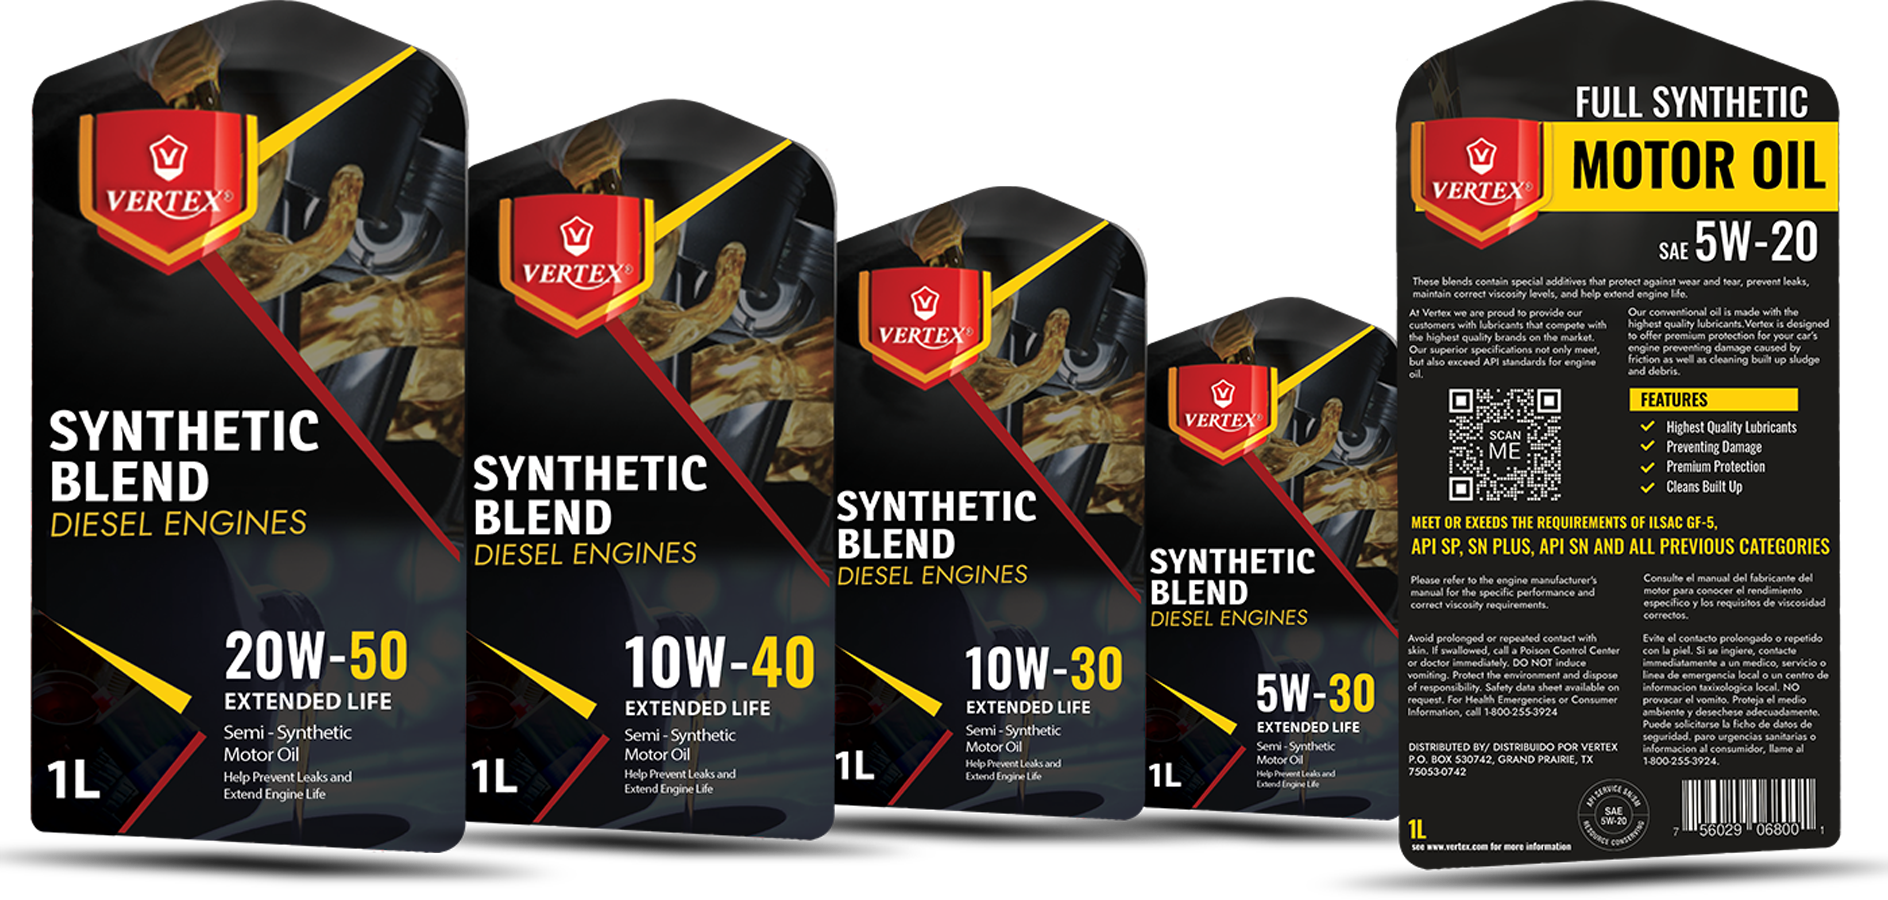 VERTEX
SYNTHETIC
BLEND
DIESEL ENGINES
20W-50
EXTENDED LIFE
Semi - Synthetic
Motor Oil
Help Prevent Leaks and
Extend Engine Life
1L
VERTEX
SYNTHETIC
BLEND
DIESEL ENGINES
10W-40
EXTENDED LIFE
Semi - Synthetic
Motor Oil
Help Prevent Leaks and
Extend Engine Life
1L
VERTEX
SYNTHETIC
BLEND
DIESEL ENGINES
10W-30
EXTENDED LIFE
Semi - Synthetic
Motor Oil
Help Prevent Leaks and
Extend Engine Life
1L
VERTEX
SYNTHETIC
BLEND
DIESEL ENGINES
5W-30
EXTENDED LIFE
Semi - Synthetic
Motor Oil
Help Prevent Leaks and
Extend Engine Life
1L
FULL SYNTHETIC
MOTOR OIL
VERTEX
SAE 5W-20
These blends contain special additives that protect against wear and tear, prevent leaks,
maintain correct viscosity levels, and help extend engine life.
At Vertex we are proud to provide our
customers with lubricants that compete with
the highest quality brands on the market.
Our superior specifications not only meet,
but also exceed API standards for engine
oil.
Our conventional oil is made with the
highest quality lubricants.Vertex is designed
to offer premium protection for your car's
engine preventing damage caused by
friction as well as cleaning built up sludge
and debris.
SCAN
ME
FEATURES
Highest Quality Lubricants
Preventing Damage
Premium Protection
Cleans Built Up
MEET OR EXEEDS THE REQUIREMENTS OF ILSAC GF-5,
API SP, SN PLUS, API SN AND ALL PREVIOUS CATEGORIES
Please refer to the engine manufacturer's
manual for the specific performance and
correct viscosity requirements.
Consulte el manual del fabricante del
motor para conocer el rendimiento
especifico y los requisitos de viscosidad
correctos.
Avoid prolonged or repeated contact with
skin. If swallowed, call a Poison Control Center
or doctor immediately. DO NOT induce
vomiting. Protect the environment and dispose
of responsibility. Safety data sheet available on
request. For Health Emergencies or Consumer
Information, call 1-800-255-3924
Evite el contacto prolongado o repetido
con la piel. Si se ingiere, contacte
immediatamente a un medico, servicio o
linea de emergencia local o un centro de
informacion taxixologica local. NO
provacar el vomito. Proteja el medio
ambiente y desechese adecuadamente.
Puede solicitarse la ficho de datos de
seguridad. paro urgencias sanitarias o
informacion al consumidor, llame al
1-800-255-3924.
DISTRIBUTED BY/ DISTRIBUIDO POR VERTEX
P.O. BOX 530742, GRAND PRAIRIE, TX
75053-0742
API SERVICE SN/SM
SAE
5W-20
RESOURCE CONSERVING
7 56029 06800 1
1L
see www.vertex.com for more information